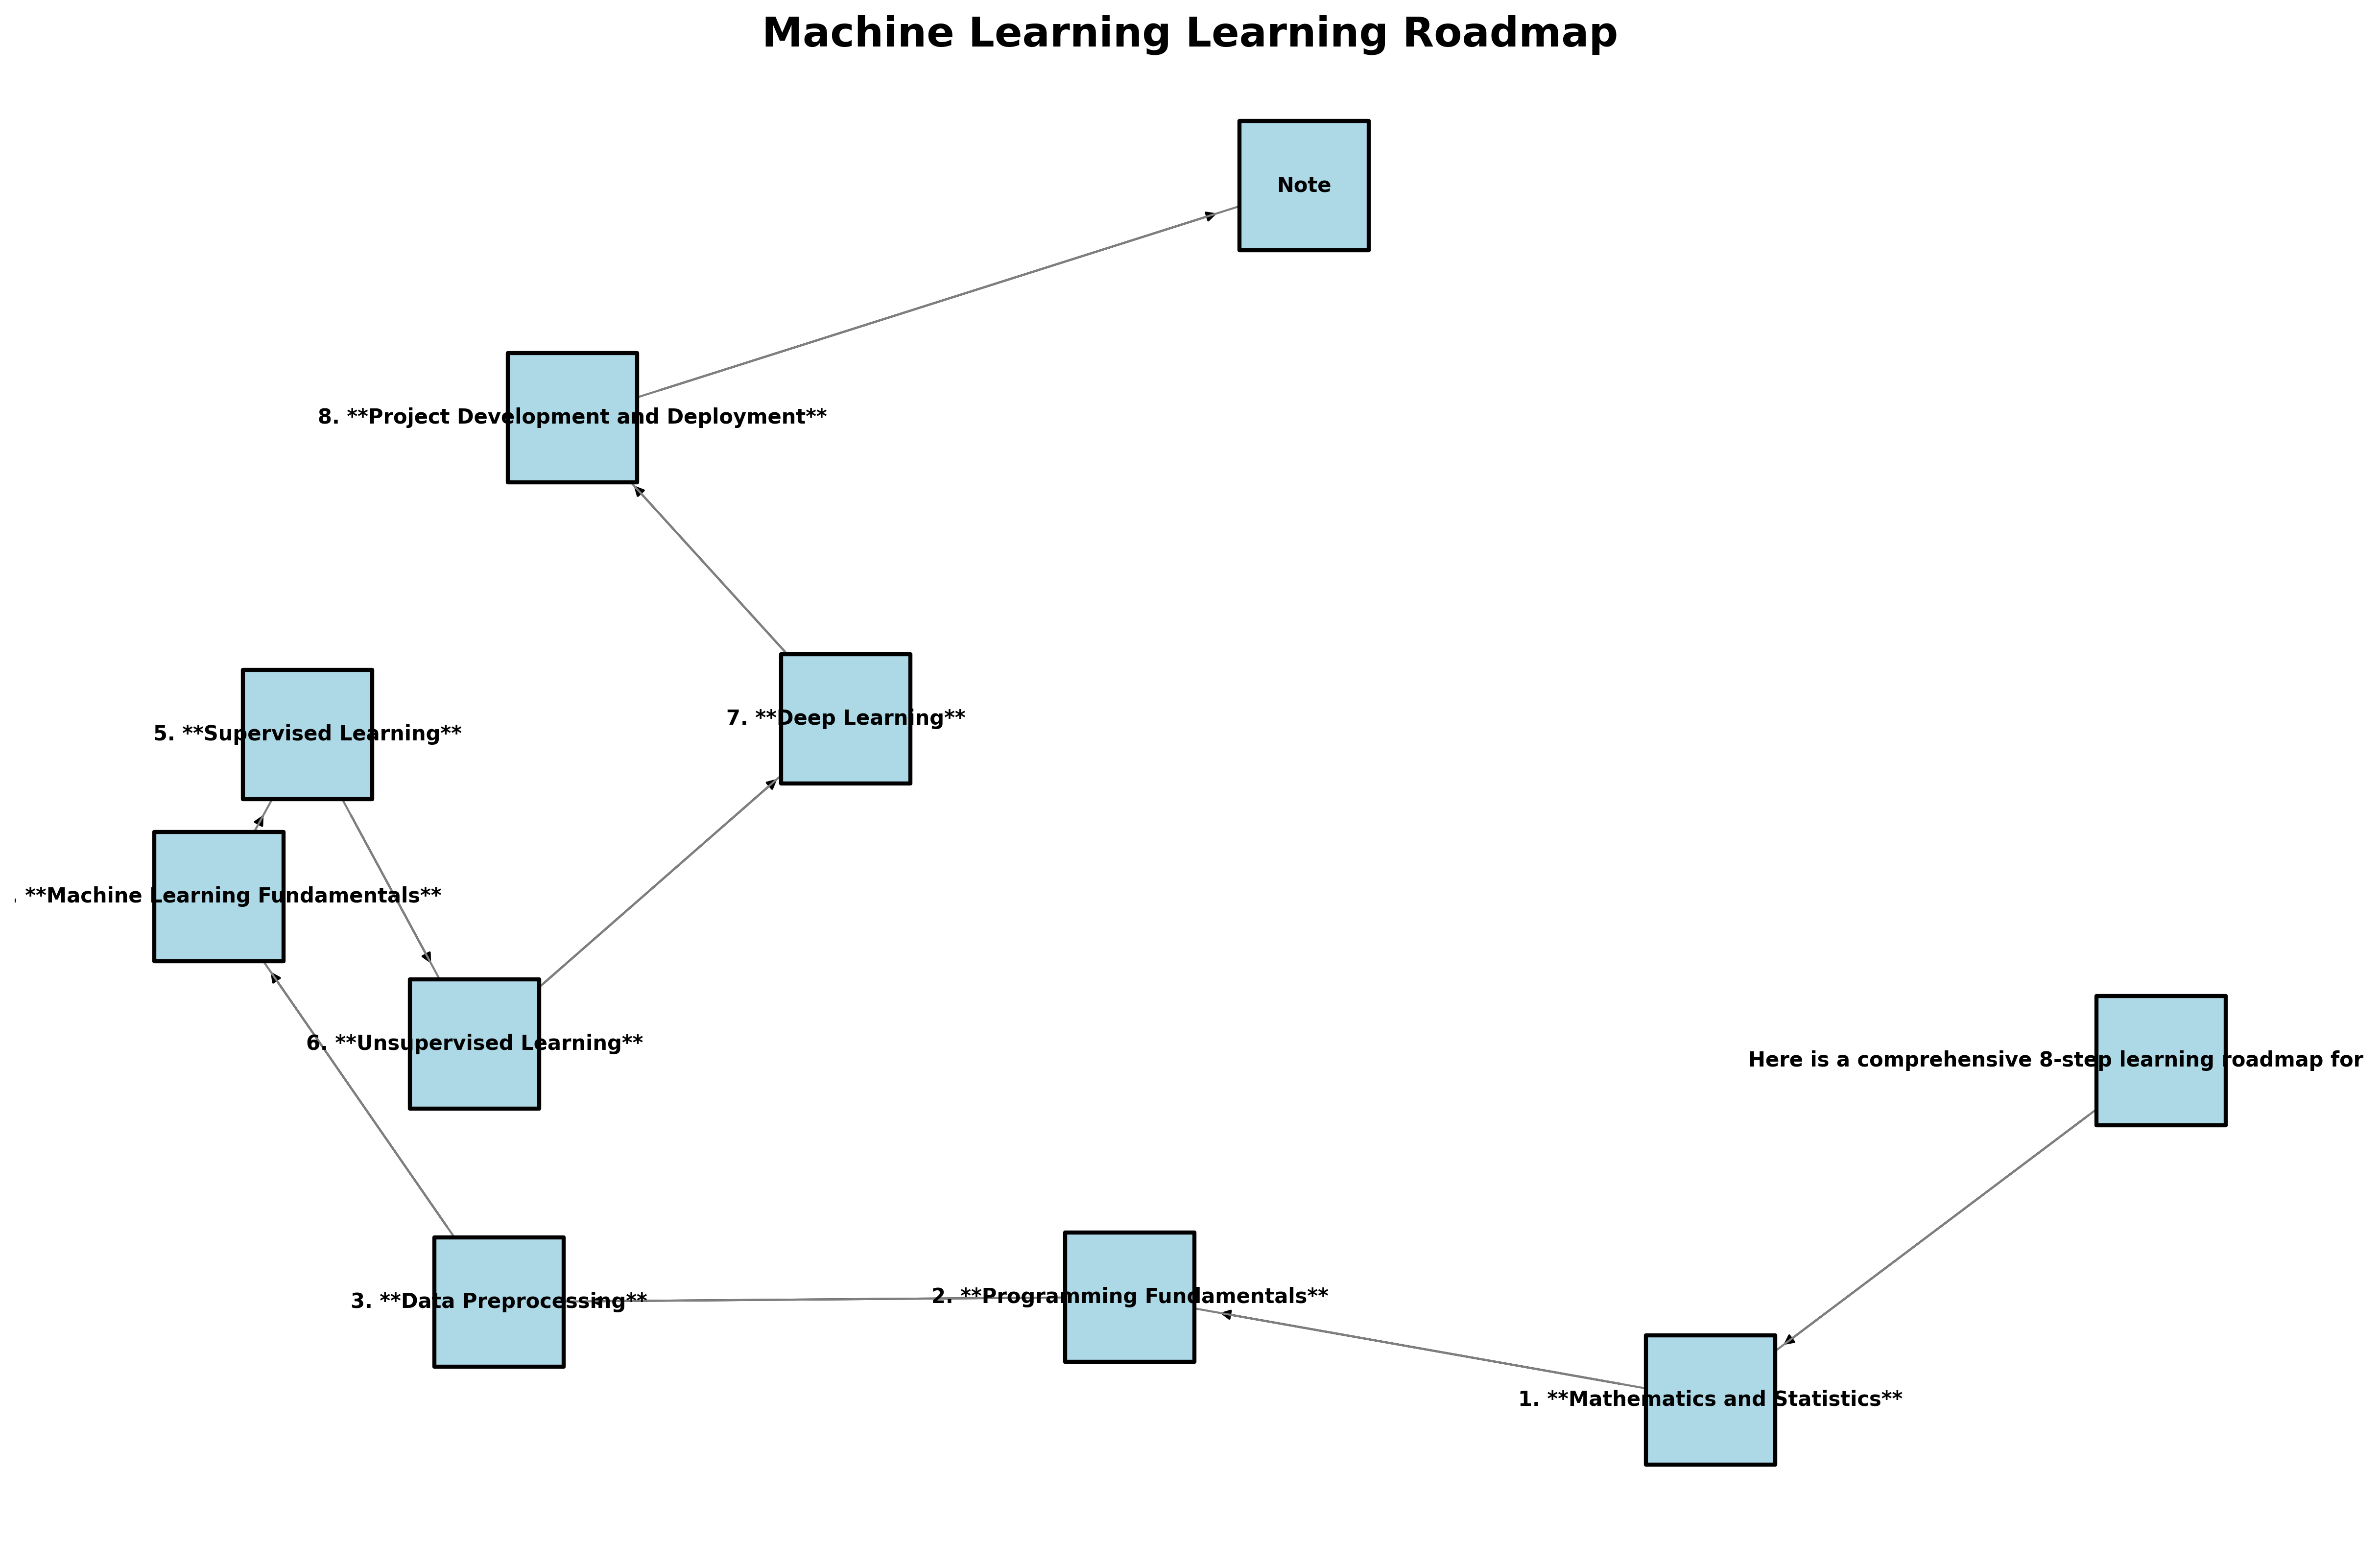 Machine Learning Learning Roadmap
Note
8. **Project Development and Deployment**
7. **Deep Learning**
5. **Supervised Learning**
. **Machine Learning Fundamentals**
6. **Unsupervised Learning**
Here is a comprehensive 8-step learning roadmap for
2. **Programming Fundamentals**
3. **Data Preprocessing**
1. **Mathematics and Statistics**